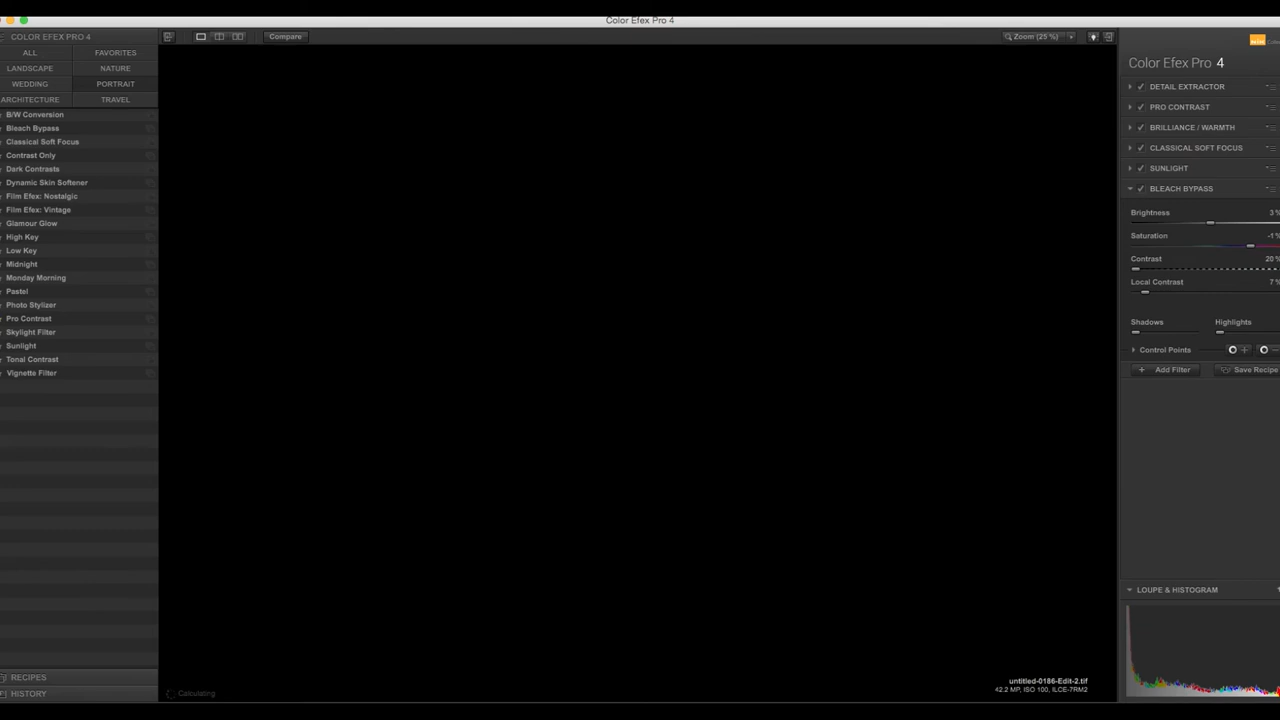 Color Efex Pro 4
COLOR EFEX PRO 4
ALL
FAVORITES
LANDSCAPE
NATURE
WEDDING
PORTRAIT
ARCHITECTURE
TRAVEL
B/W Conversion
Bleach Bypass
Classical Soft Focus
Contrast Only
Dark Contrasts
Dynamic Skin Softener
Film Efex: Nostalgic
Film Efex: Vintage
Glamour Glow
High Key
Low Key
Midnight
Monday Morning
Pastel
Photo Stylizer
Pro Contrast
Skylight Filter
Sunlight
Tonal Contrast
Vignette Filter
RECIPES
HISTORY
Compare
Zoom (25 %)
Calculating
untitled-0186-Edit-2.tif
42.2 MP, ISO 100, ILCE-7RM2
Color Efex Pro 4
DETAIL EXTRACTOR
PRO CONTRAST
BRILLIANCE / WARMTH
CLASSICAL SOFT FOCUS
SUNLIGHT
BLEACH BYPASS
Brightness 3 %
Saturation -1%
Contrast 20 %
Local Contrast 7 %
Shadows Highlights
Control Points
Add Filter Save Recipe
LOUPE & HISTOGRAM